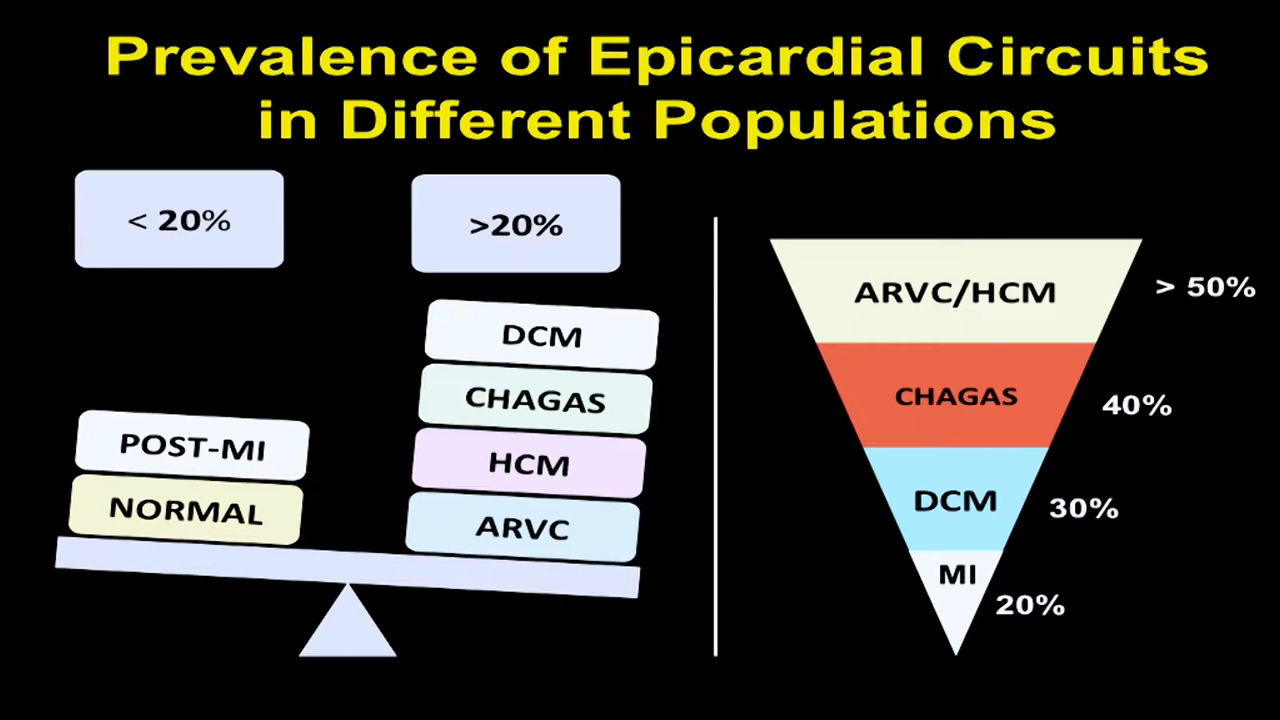 Prevalence of Epicardial Circuits
in Different Populations
< 20%
>20%
DCM
CHAGAS
HCM
ARVC
POST-MI
NORMAL
ARVC/HCM
> 50%
CHAGAS
40%
DCM
30%
MI
20%